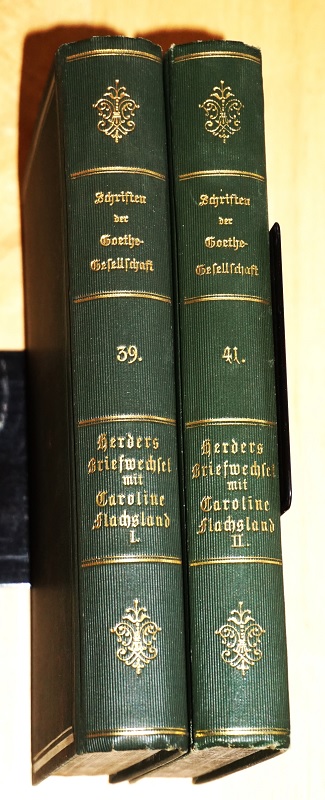 Schriften
der
Goethe-
Gesellschaft
39.
Herders
Briefwechsel
mit
Caroline
Flachsland
I.
Schriften
der
Goethe-
Gesellschaft
41.
Herders
Briefwechsel
mit
Caroline
Flachsland
II.